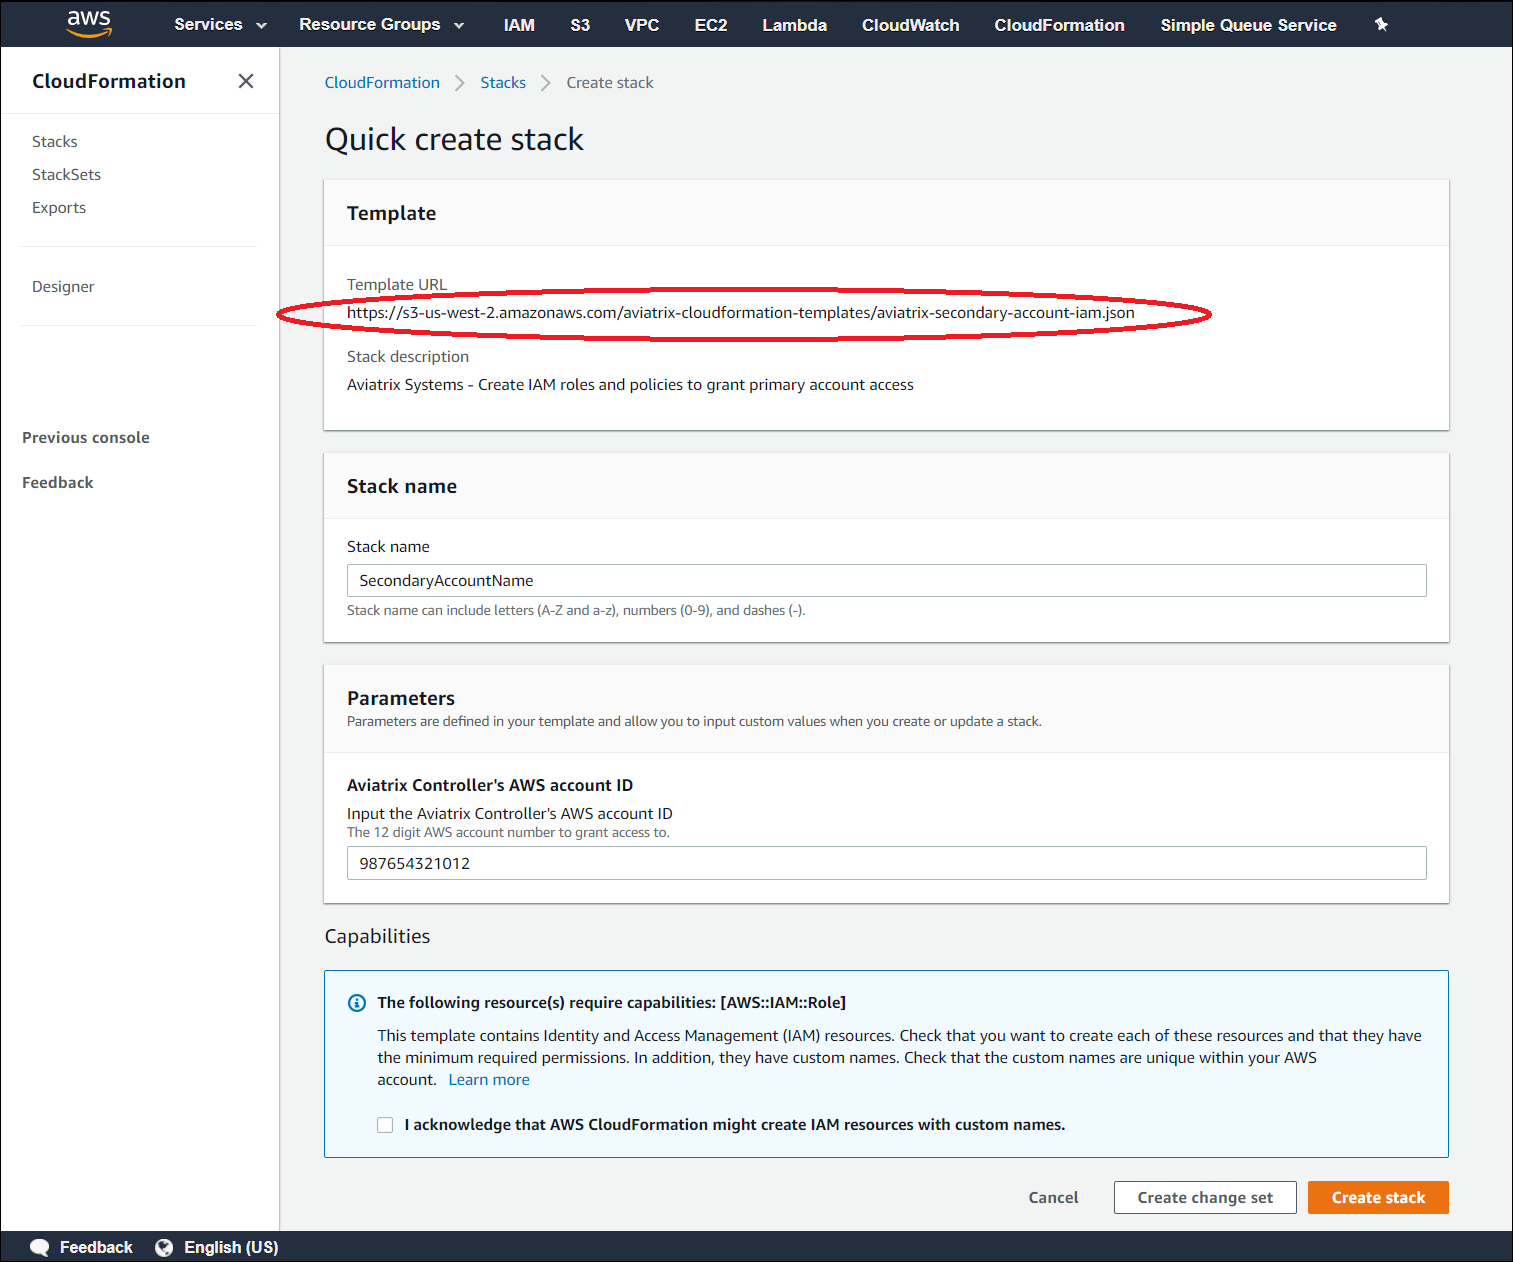 aws Services Resource Groups IAM S3 VPC EC2 Lambda CloudWatch CloudFormation Simple Queue Service
CloudFormation
Stacks
StackSets
Exports
Designer
Previous console
Feedback
CloudFormation Stacks Create stack
Quick create stack
Template
Template URL
https://s3-us-west-2.amazonaws.com/aviatrix-cloudformation-templates/aviatrix-secondary-account-iam.json
Stack description
Aviatrix Systems - Create IAM roles and policies to grant primary account access
Stack name
Stack name
SecondaryAccountName
Stack name can include letters (A-Z and a-z), numbers (0-9), and dashes (-).
Parameters
Parameters are defined in your template and allow you to input custom values when you create or update a stack.
Aviatrix Controller's AWS account ID
Input the Aviatrix Controller's AWS account ID
The 12 digit AWS account number to grant access to.
987654321012
Capabilities
The following resource(s) require capabilities: [AWS::IAM::Role]
This template contains Identity and Access Management (IAM) resources. Check that you want to create each of these resources and that they have
the minimum required permissions. In addition, they have custom names. Check that the custom names are unique within your AWS
account. Learn more
I acknowledge that AWS CloudFormation might create IAM resources with custom names.
Cancel Create change set Create stack
Feedback English (US)